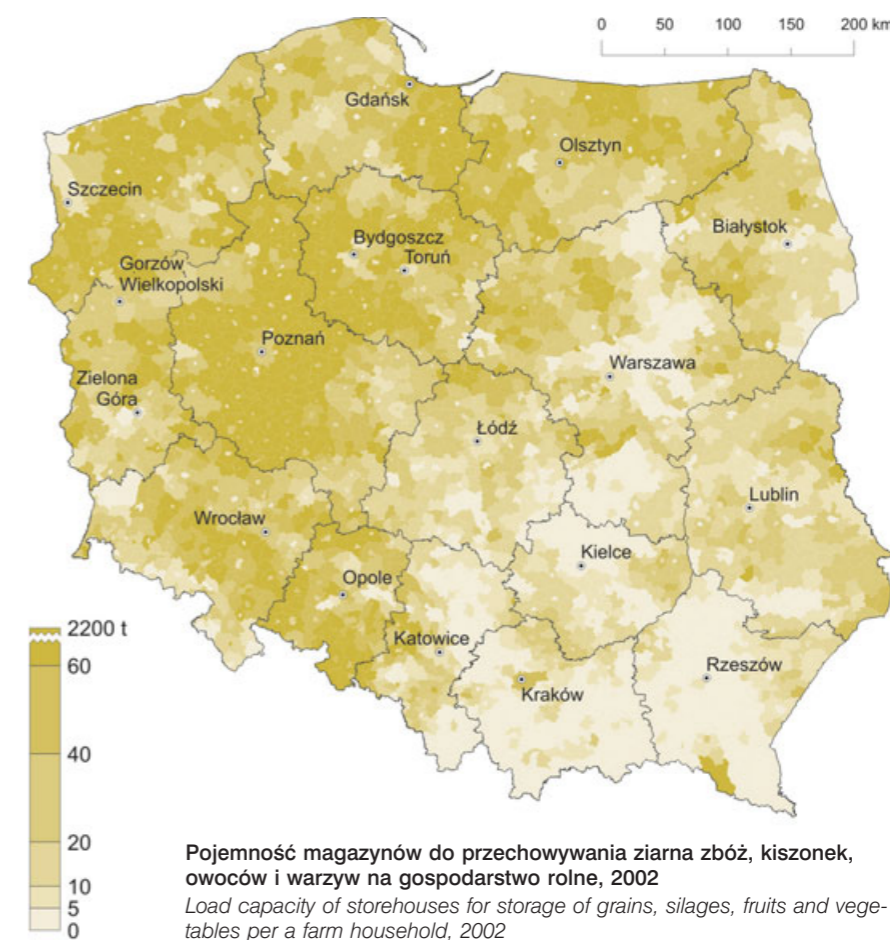 0 50 100 150 200 km
Gdańsk
Olsztyn
Szczecin
Białystok
Bydgoszcz
Toruń
Gorzów
Wielkopolski
Poznań
Warszawa
Zielona
Góra
Łódź
Lublin
Wrocław
Kielce
Opole
Katowice
Rzeszów
Kraków
2200 t
60
40
20
10
5
0
Pojemność magazynów do przechowywania ziarna zbóż, kiszonek,
owoców i warzyw na gospodarstwo rolne, 2002
Load capacity of storehouses for storage of grains, silages, fruits and vege-
tables per a farm household, 2002